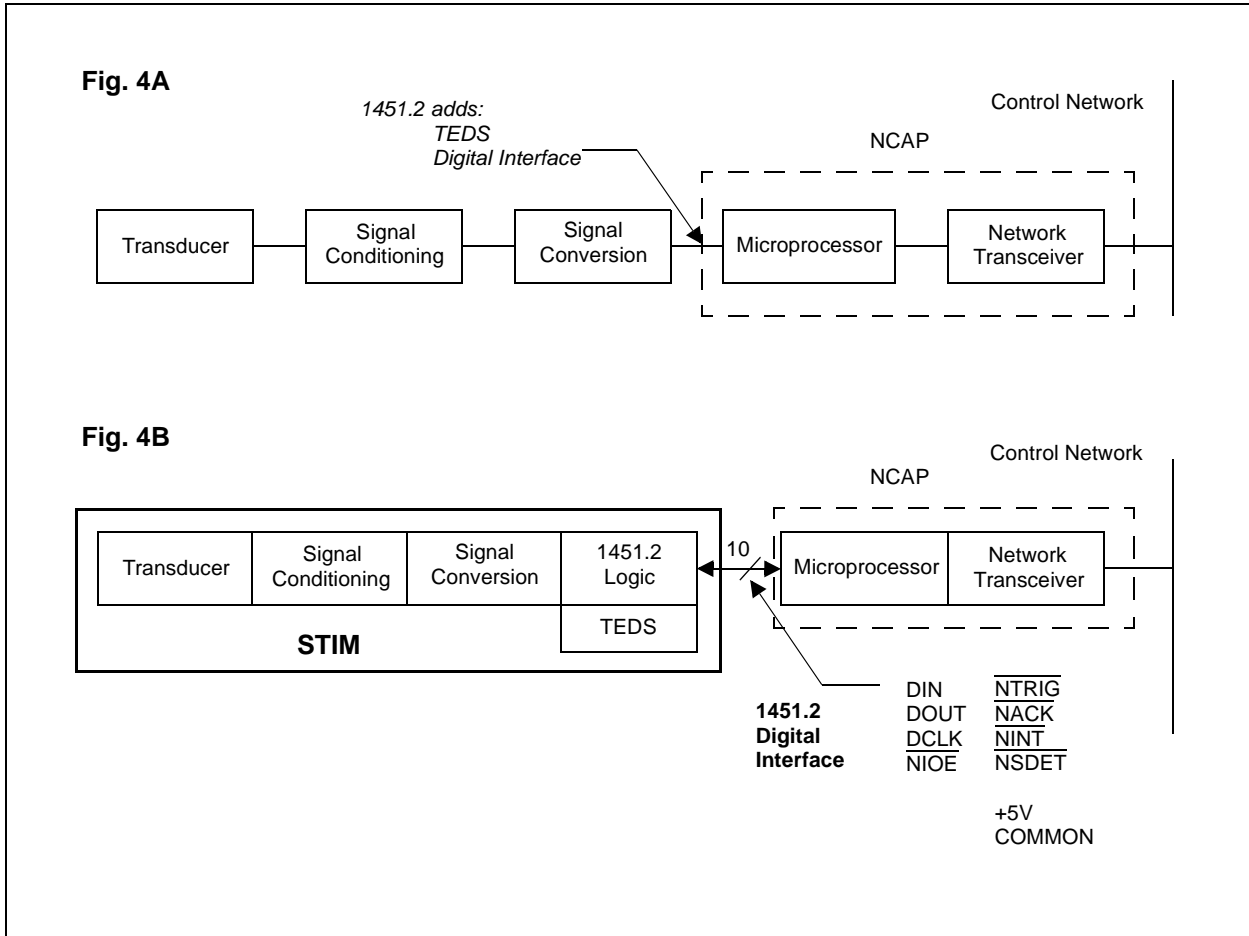 Fig. 4A
1451.2 adds:
TEDS
Digital Interface
Control Network
NCAP
Transducer
Signal
Conditioning
Signal
Conversion
Microprocessor
Network
Transceiver
Fig. 4B
Control Network
NCAP
Transducer
Signal
Conditioning
Signal
Conversion
1451.2
Logic
TEDS
STIM
10
Microprocessor
Network
Transceiver
1451.2
Digital
Interface
DIN
DOUT
DCLK
NIOE
NTRIG
NACK
NINT
NSDET
+5V
COMMON